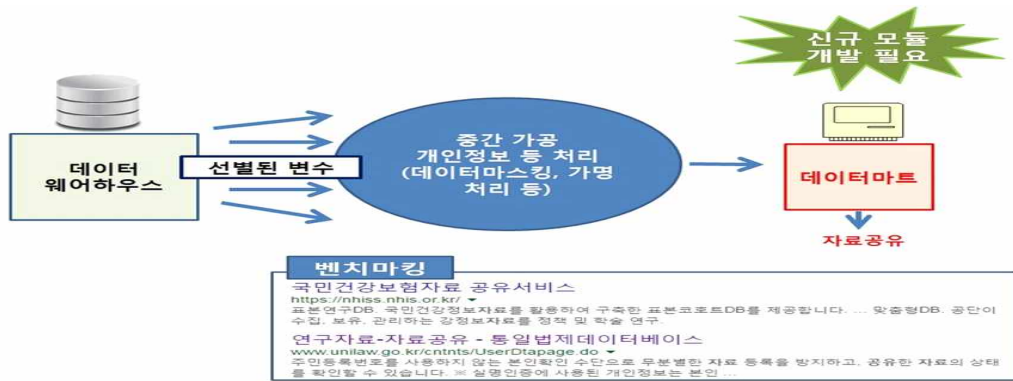 신규 모듈
개발 필요
데이터
웨어하우스
선별된 변수
중간 가공
개인정보 등 처리
(데이터마스킹, 가명
처리 등)
데이터마트
자료공유
벤치마킹
국민건강보험자료 공유서비스
https://nhiss.nhis.or.kr/
표본연구DB. 국민건강정보자료를 활용하여 구축한 표본코호트DB를 제공합니다. ... 맞춤형DB. 공단이
수집, 보유, 관리하는 강정보자료를 정책 및 학술 연구.
연구자료-자료공유 - 통일법제데이터베이스
www.unilaw.go.kr/cntnts/UserDtapage.do
주민등록번호를 사용하지 않는 본인확인 수단으로 무분별한 자료 등록을 방지하고, 공유한 자료의 상태
를 확인할 수 있습니다. ※ 실명인증에 사용된 개인정보는 본인 ...